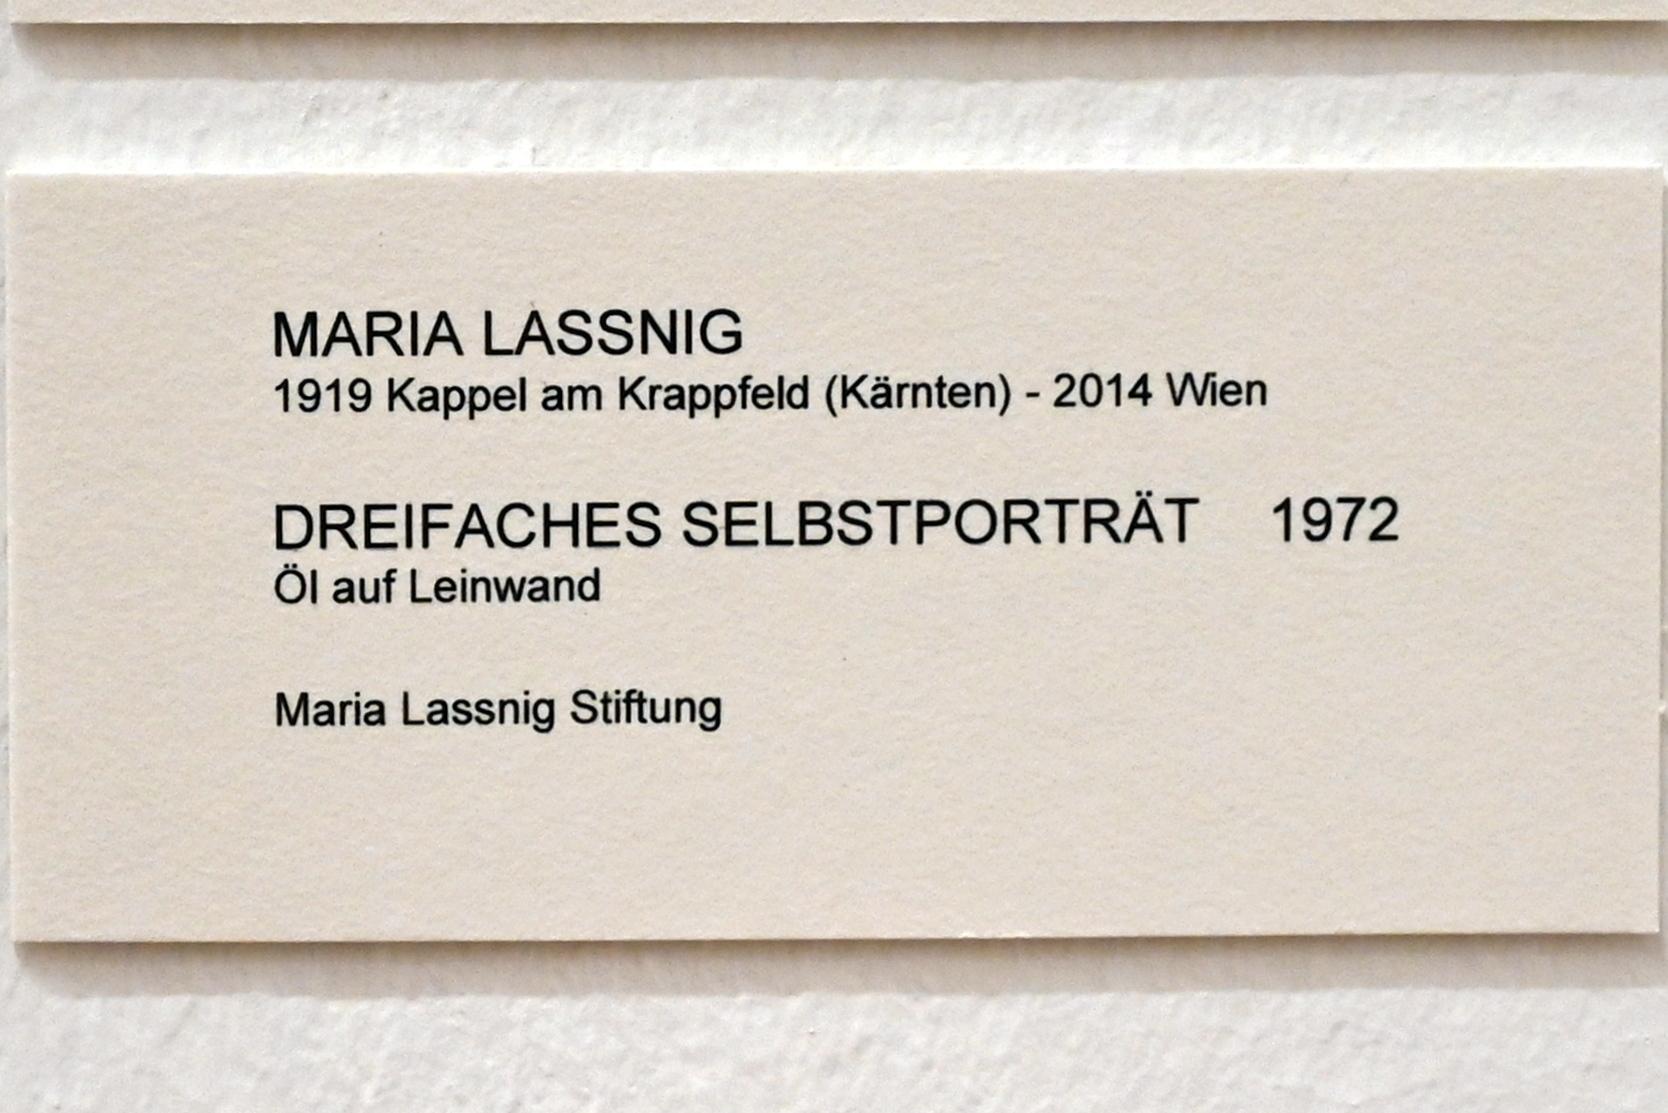 MARIA LASSNIG
1919 Kappel am Krappfeld (Kärnten) - 2014 Wien
DREIFACHES SELBSTPORTRÄT 1972
Öl auf Leinwand
Maria Lassnig Stiftung